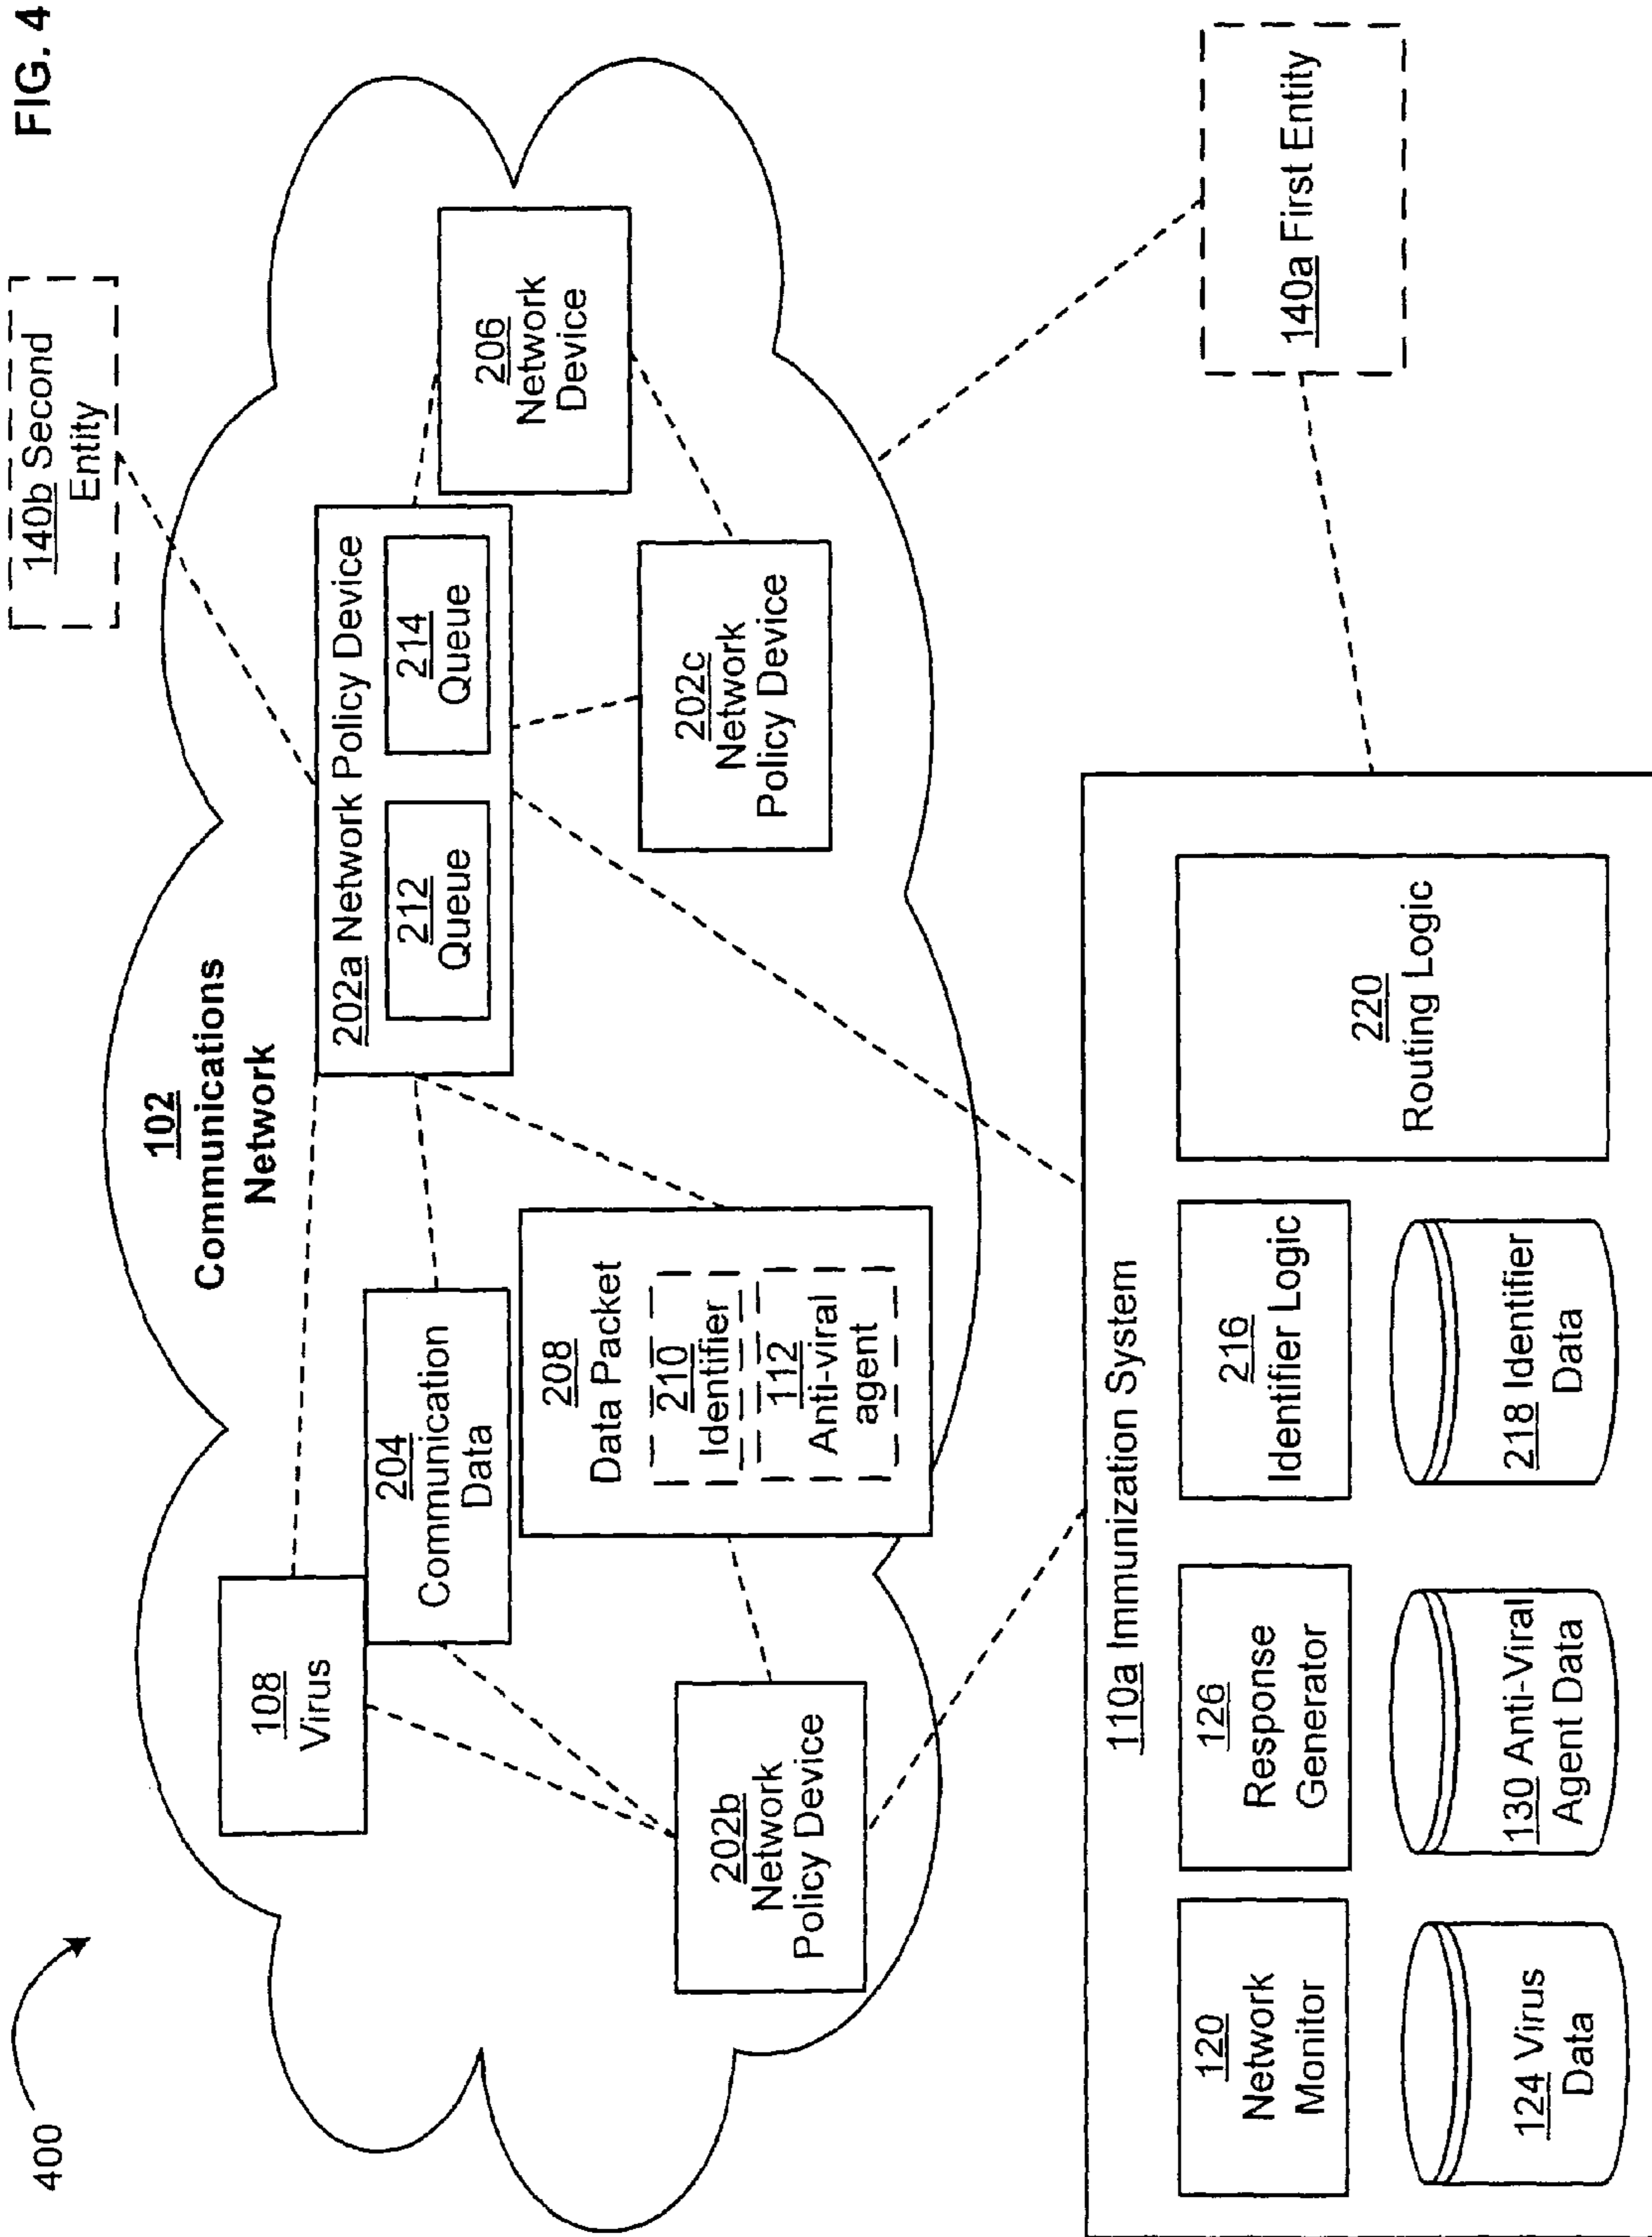 FIG. 4
400
140b Second
Entity
102
Communications
Network
108
Virus
204
Communication
Data
202a Network Policy Device
212
Queue
214
Queue
206
Network
Device
208
Data Packet
210
Identifier
112
Anti-viral
agent
202b
Network
Policy Device
202c
Network
Policy Device
140a First Entity
110a Immunization System
120
Network
Monitor
126
Response
Generator
216
Identifier Logic
220
Routing Logic
124 Virus
Data
130 Anti-Viral
Agent Data
218 Identifier
Data